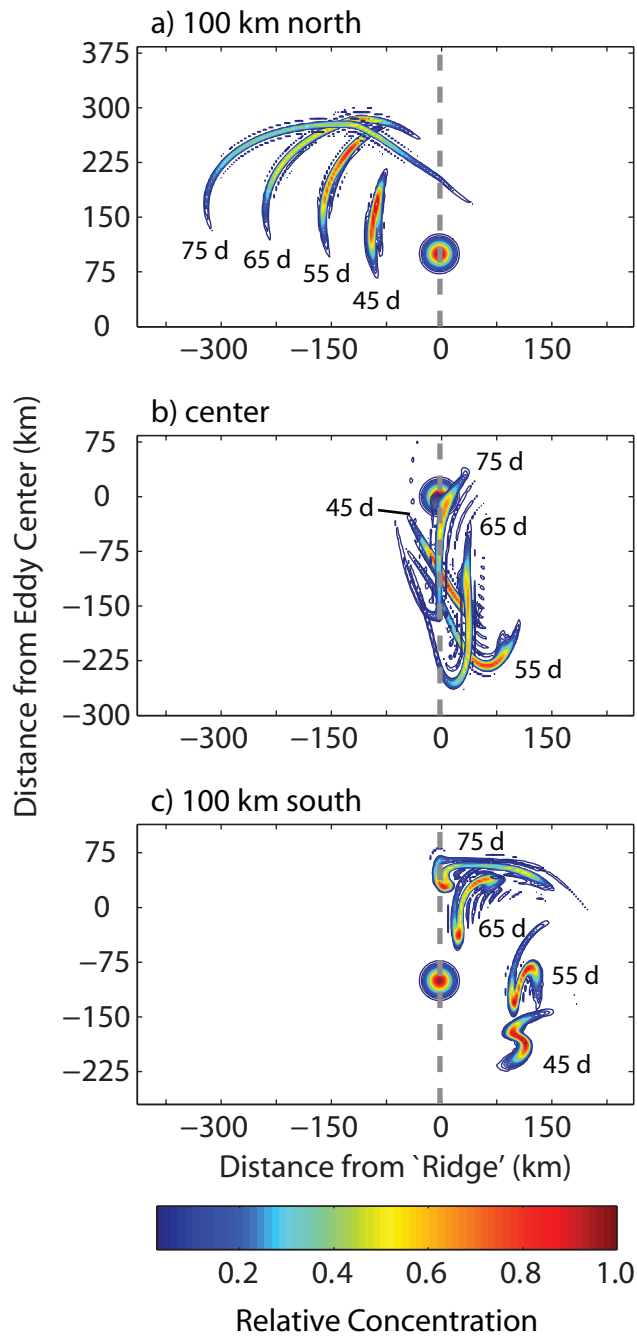 a) 100 km north
375
300
225
150
75
0
75 d
65 d
55 d
45 d
−300
−150
0
150
Distance from Eddy Center (km)
b) center
75
0
−75
−150
−225
−300
75 d
45 d
65 d
55 d
−300
−150
0
150
c) 100 km south
75
0
−75
−150
−225
75 d
65 d
55 d
45 d
−300
−150
0
150
Distance from `Ridge’ (km)
0.2
0.4
0.6
0.8
1.0
Relative Concentration